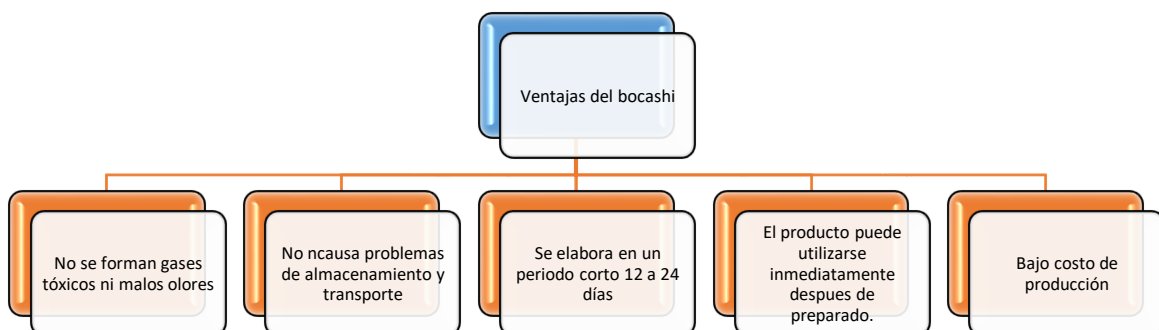 Ventajas del bocashi
No se forman gases
tóxicos ni malos olores
No ncausa problemas
de almacenamiento y
transporte
Se elabora en un
periodo corto 12 a 24
días
El producto puede
utilizarse
inmediatamente
despues de
preparado.
Bajo costo de
producción